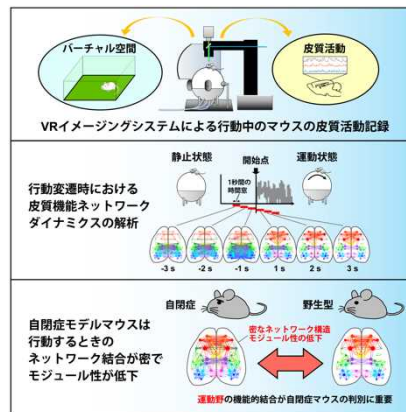 バーチャル空間
皮質活動
VRイメージングシステムによる行動中のマウスの皮質活動記録
静止状態
開始点
運動状態
1秒間の
時間窓
行動変遷時における
皮質機能ネットワーク
ダイナミクスの解析
-3 s
-2 s
-1 s
1 s
2 s
3 s
自閉症
野生型
自閉症モデルマウスは
行動するときの
ネットワーク結合が密で
モジュール性が低下
密なネットワーク構造
モジュール性の低下
運動野の機能的結合が自閉症マウスの判別に重要